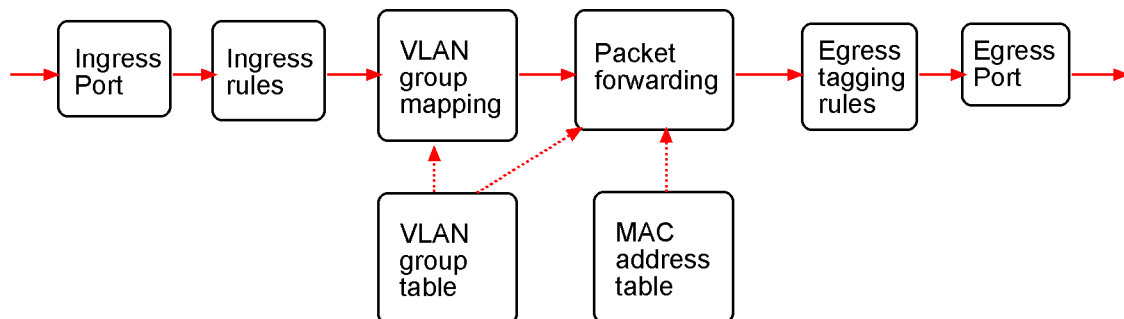 Ingress
Port
Ingress
rules
VLAN
group
mapping
Packet
forwarding
Egress
tagging
rules
Egress
Port
VLAN
group
table
MAC
address
table